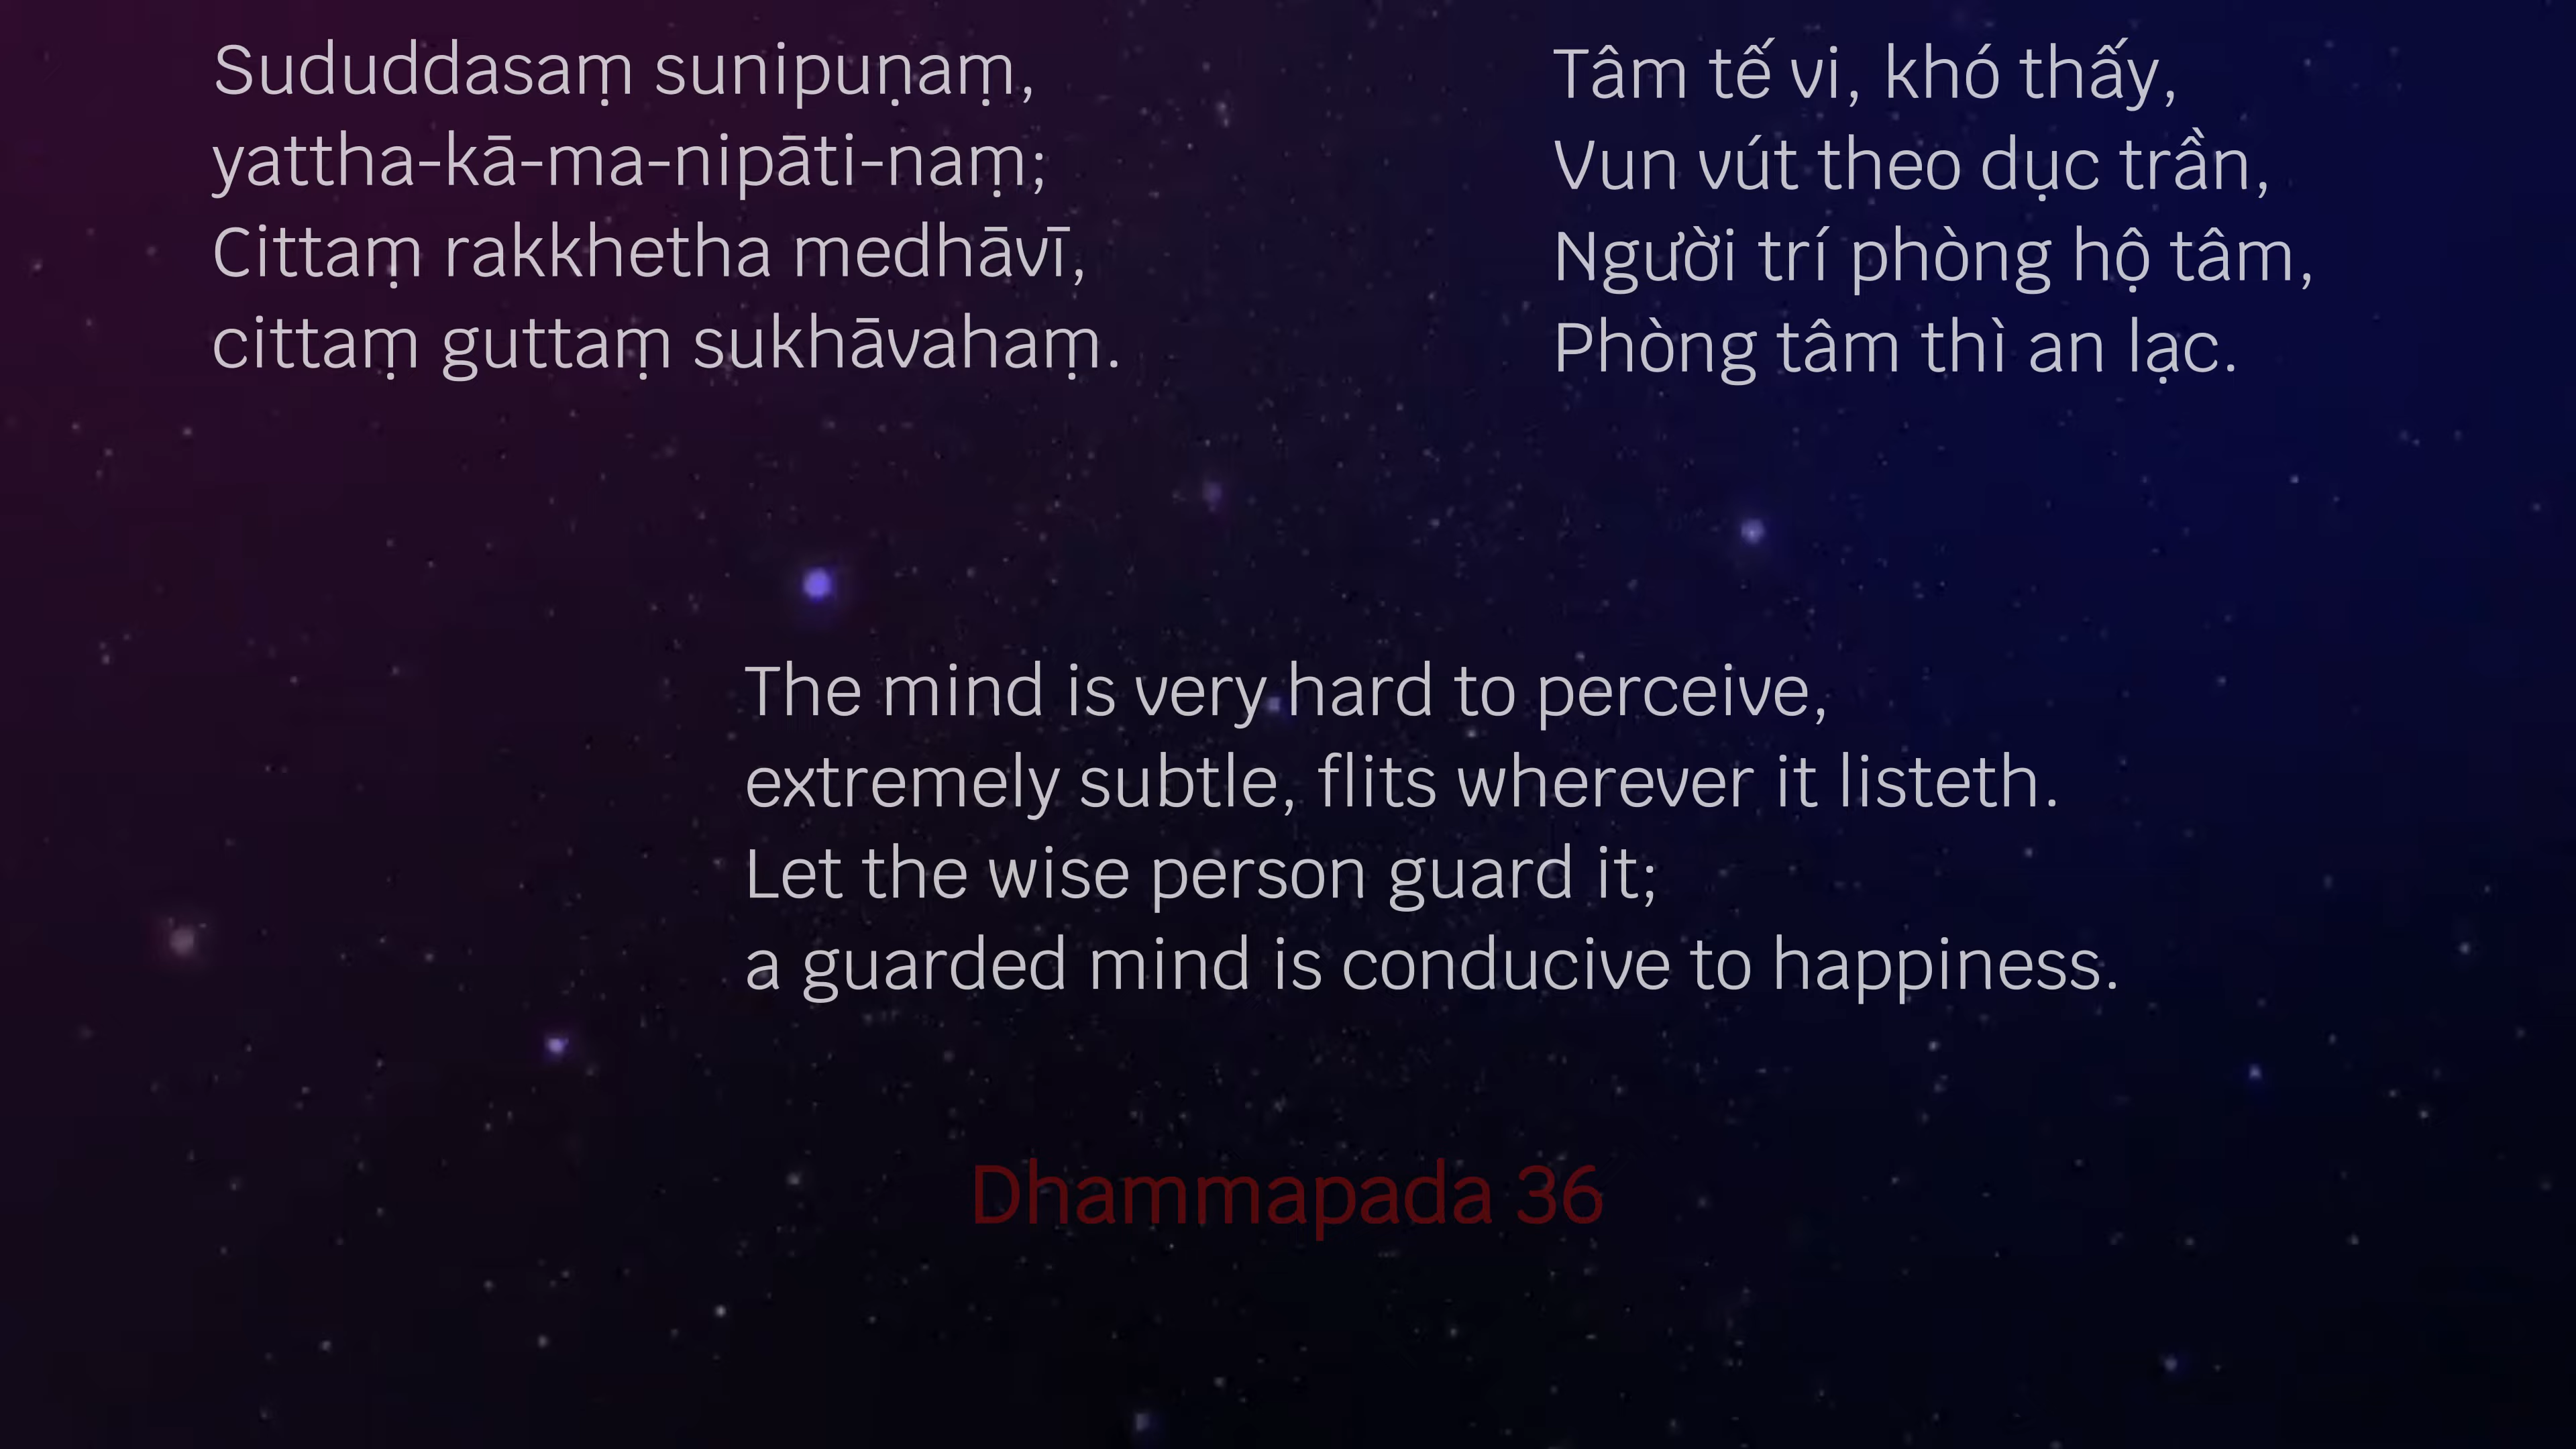 Sududdasaṃ sunipuṇaṃ,
yattha-kā-ma-nipāti-naṃ;
Cittaṃ rakkhetha medhāvī,
cittaṃ guttaṃ sukhāvahaṃ.
Tâm tế vi, khó thấy,
Vun vút theo dục trần,
Người trí phòng hộ tâm,
Phòng tâm thì an lạc.
The mind is very hard to perceive,
extremely subtle, flits wherever it listeth.
Let the wise person guard it;
a guarded mind is conducive to happiness.
Dhammapada 36